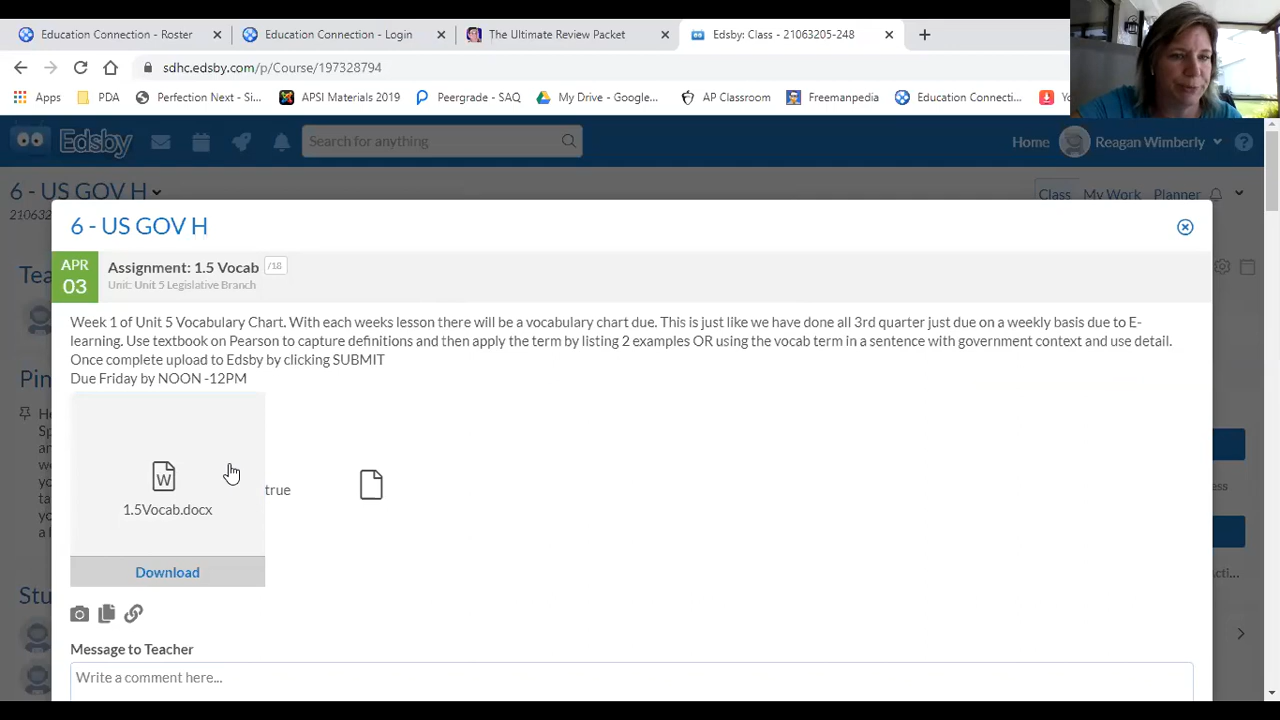 Education Connection - Roster
Education Connection - Login
The Ultimate Review Packet
Edsby: Class - 21063205-248
sdhc.edsby.com/p/Course/197328794
Apps
PDA
Perfection Next - Si...
APSI Materials 2019
Peergrade - SAQ
My Drive - Google...
AP Classroom
Freemanpedia
Education Connecti...
Edsby
Search for anything
Home
Reagan Wimberly
6 - US GOV H
Class
My Work
Planner
6 - US GOV H
APR
03
Assignment: 1.5 Vocab
/18
Unit: Unit 5 Legislative Branch
Week 1 of Unit 5 Vocabulary Chart. With each weeks lesson there will be a vocabulary chart due. This is just like we have done all 3rd quarter just due on a weekly basis due to E-
learning. Use textbook on Pearson to capture definitions and then apply the term by listing 2 examples OR using the vocab term in a sentence with government context and use detail.
Once complete upload to Edsby by clicking SUBMIT
Due Friday by NOON -12PM
W
true
1.5Vocab.docx
Download
Message to Teacher
Write a comment here...